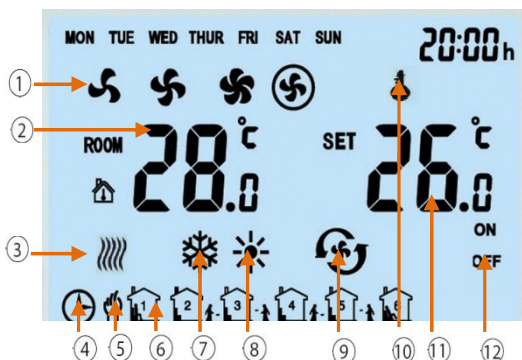 MON TUE WED THUR FRI SAT SUN 20:00h
①
② ROOM 28.0 °C SET 26.0 °C
③ ON
OFF
1 2 3 4 5 6
④ ⑤ ⑥ ⑦ ⑧ ⑨ ⑩ ⑪ ⑫